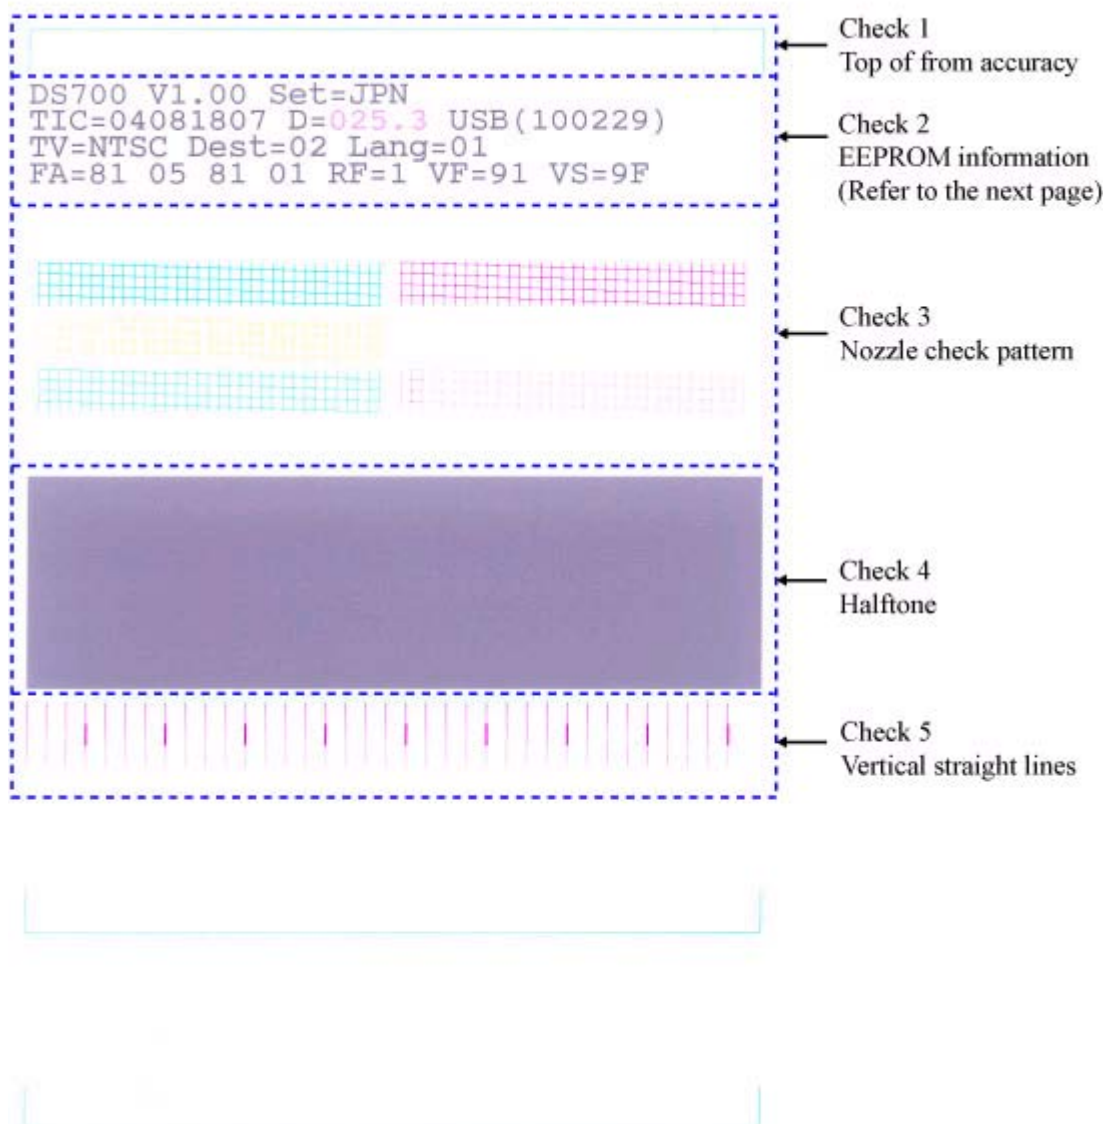 Check 1
Top of from accuracy
DS700 V1.00 Set=JPN
TIC=04081807 D=025.3 USB(100229)
TV=NTSC Dest=02 Lang=01
FA=81 05 81 01 RF=1 VF=91 VS=9F
Check 2
EEPROM information
(Refer to the next page)
Check 3
Nozzle check pattern
Check 4
Halftone
Check 5
Vertical straight lines